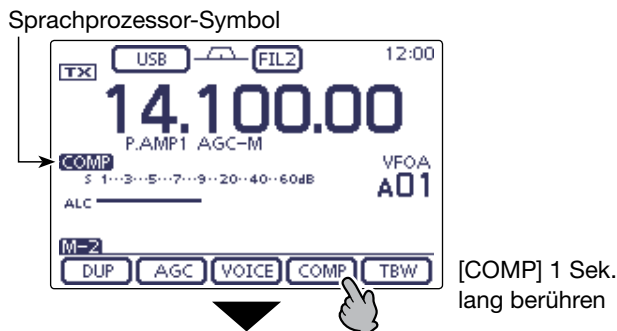 Sprachprozessor-Symbol
USB FIL2 12:00
TX
14.100.00
P.AMP1 AGC-M
COMP VFOA
S 1···3···5···7···9··20··40··60dB A01
ALC
M-2
DUP AGC VOICE COMP TBW
[COMP] 1 Sek.
lang berühren